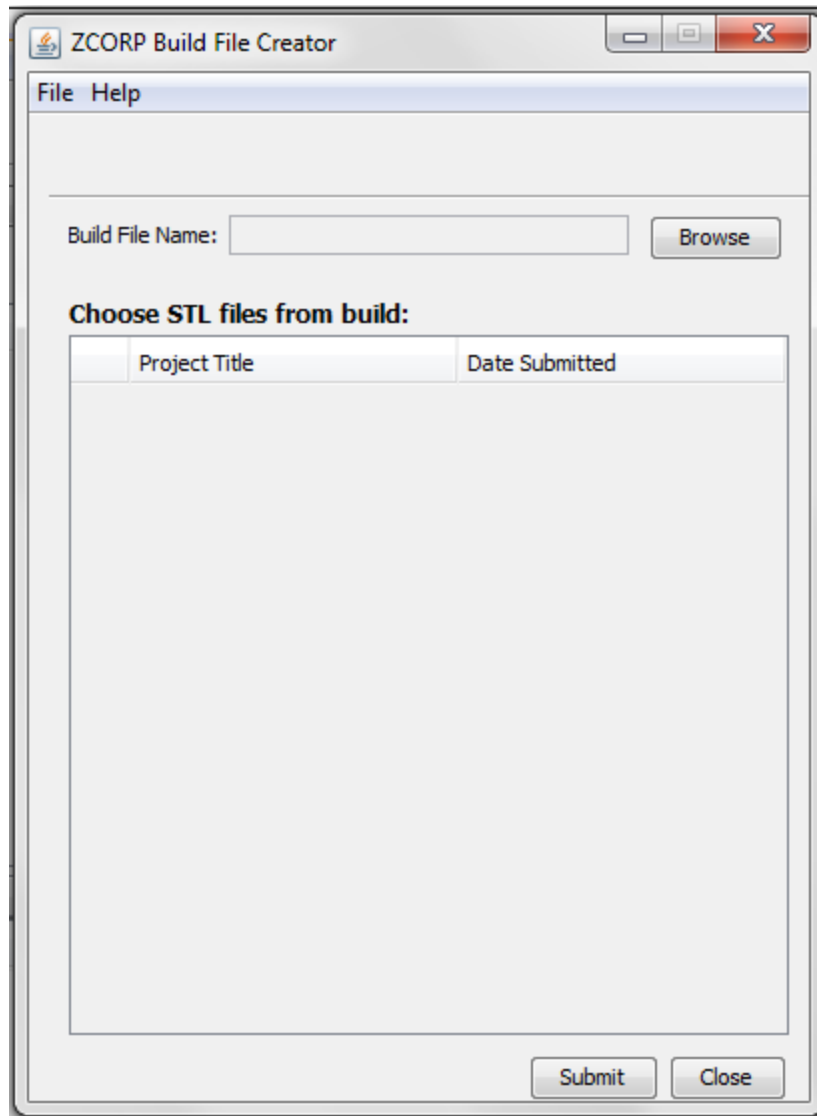 ZCORP Build File Creator
File Help
Build File Name: Browse
Choose STL files from build:
Project Title Date Submitted
Submit Close